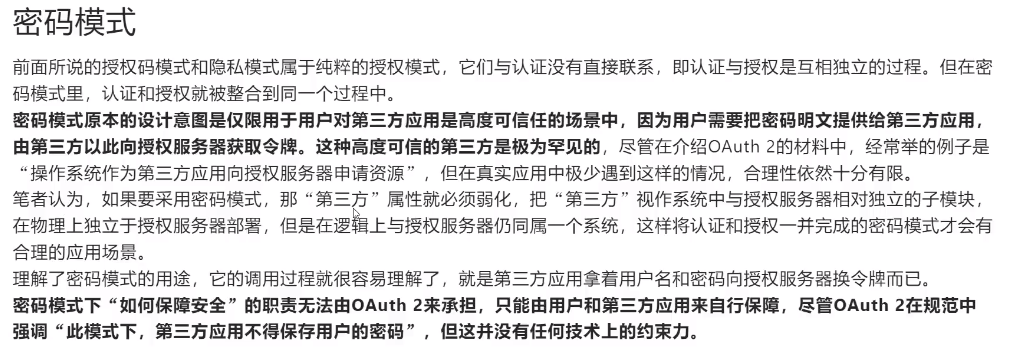 密码模式
前面所说的授权码模式和隐私模式属于纯粹的授权模式，它们与认证没有直接联系，即认证与授权是互相独立的过程。但在密
码模式里，认证和授权就被整合到同一个过程中。
密码模式原本的设计意图是仅限用于用户对第三方应用是高度可信任的场景中，因为用户需要把密码明文提供给第三方应用，
由第三方以此向授权服务器获取令牌。这种高度可信的第三方是极为罕见的，尽管在介绍OAuth 2的材料中，经常举的例子是
“操作系统作为第三方应用向授权服务器申请资源”，但在真实应用中极少遇到这样的情况，合理性依然十分有限。
笔者认为，如果要采用密码模式，那“第三方”属性就必须弱化，把“第三方”视作系统中与授权服务器相对独立的子模块，
在物理上独立于授权服务器部署，但是在逻辑上与授权服务器仍同属一个系统，这样将认证和授权一并完成的密码模式才会有
合理的应用场景。
理解了密码模式的用途，它的调用过程就很容易理解了，就是第三方应用拿着用户名和密码向授权服务器换令牌而已。
密码模式下“如何保障安全”的职责无法由OAuth 2来承担，只能由用户和第三方应用来自行保障，尽管OAuth 2在规范中
强调“此模式下，第三方应用不得保存用户的密码”，但这并没有任何技术上的约束力。